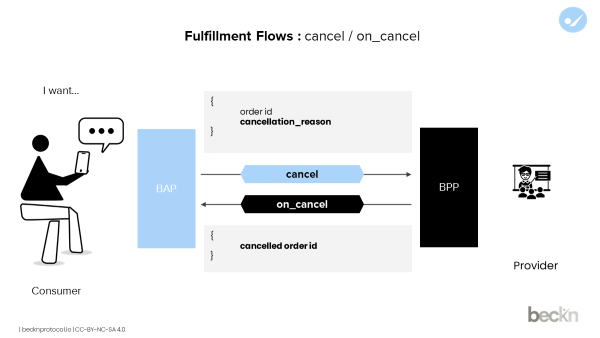 Fulfillment Flows : cancel / on_cancel
I want...
{
order id
cancellation_reason
}
BAP
cancel
BPP
on_cancel
{
cancelled order id
}
Consumer
Provider
beckn
| becknprotocol.io | CC-BY-NC-SA 4.0